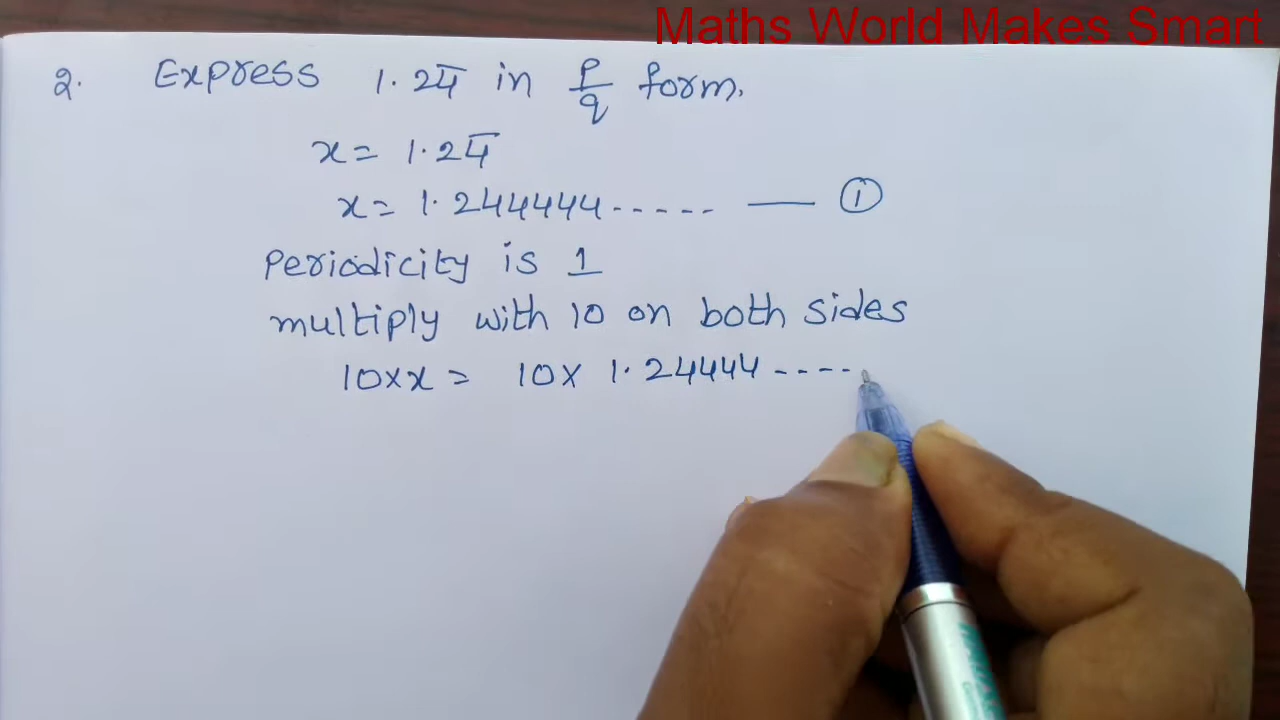 Maths World Makes Smart
2. Express 1.24̅ in p/q form.
x = 1.24̅
x = 1.244444...... —— ①
Periodicity is 1
multiply with 10 on both sides
10×x = 10× 1.24444-----